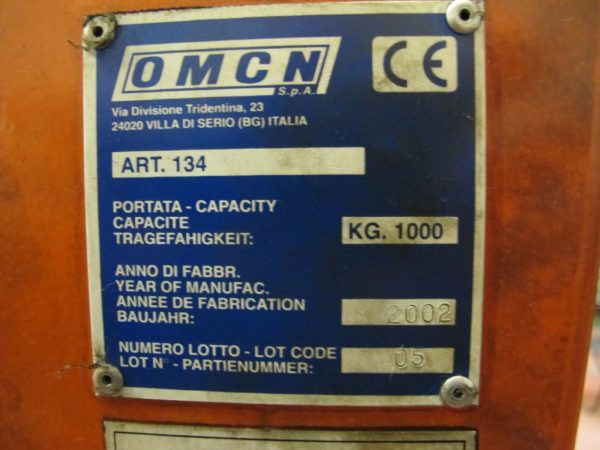 OMCN
S.p.A.
CE
Via Divisione Tridentina, 23
24020 VILLA DI SERIO (BG) ITALIA
ART. 134
PORTATA - CAPACITY
CAPACITE
TRAGEFAHIGKEIT:
KG. 1000
ANNO DI FABBR.
YEAR OF MANUFAC.
ANNEE DE FABRICATION
BAUJAHR:
2002
NUMERO LOTTO - LOT CODE
LOT N° - PARTIENUMMER:
05